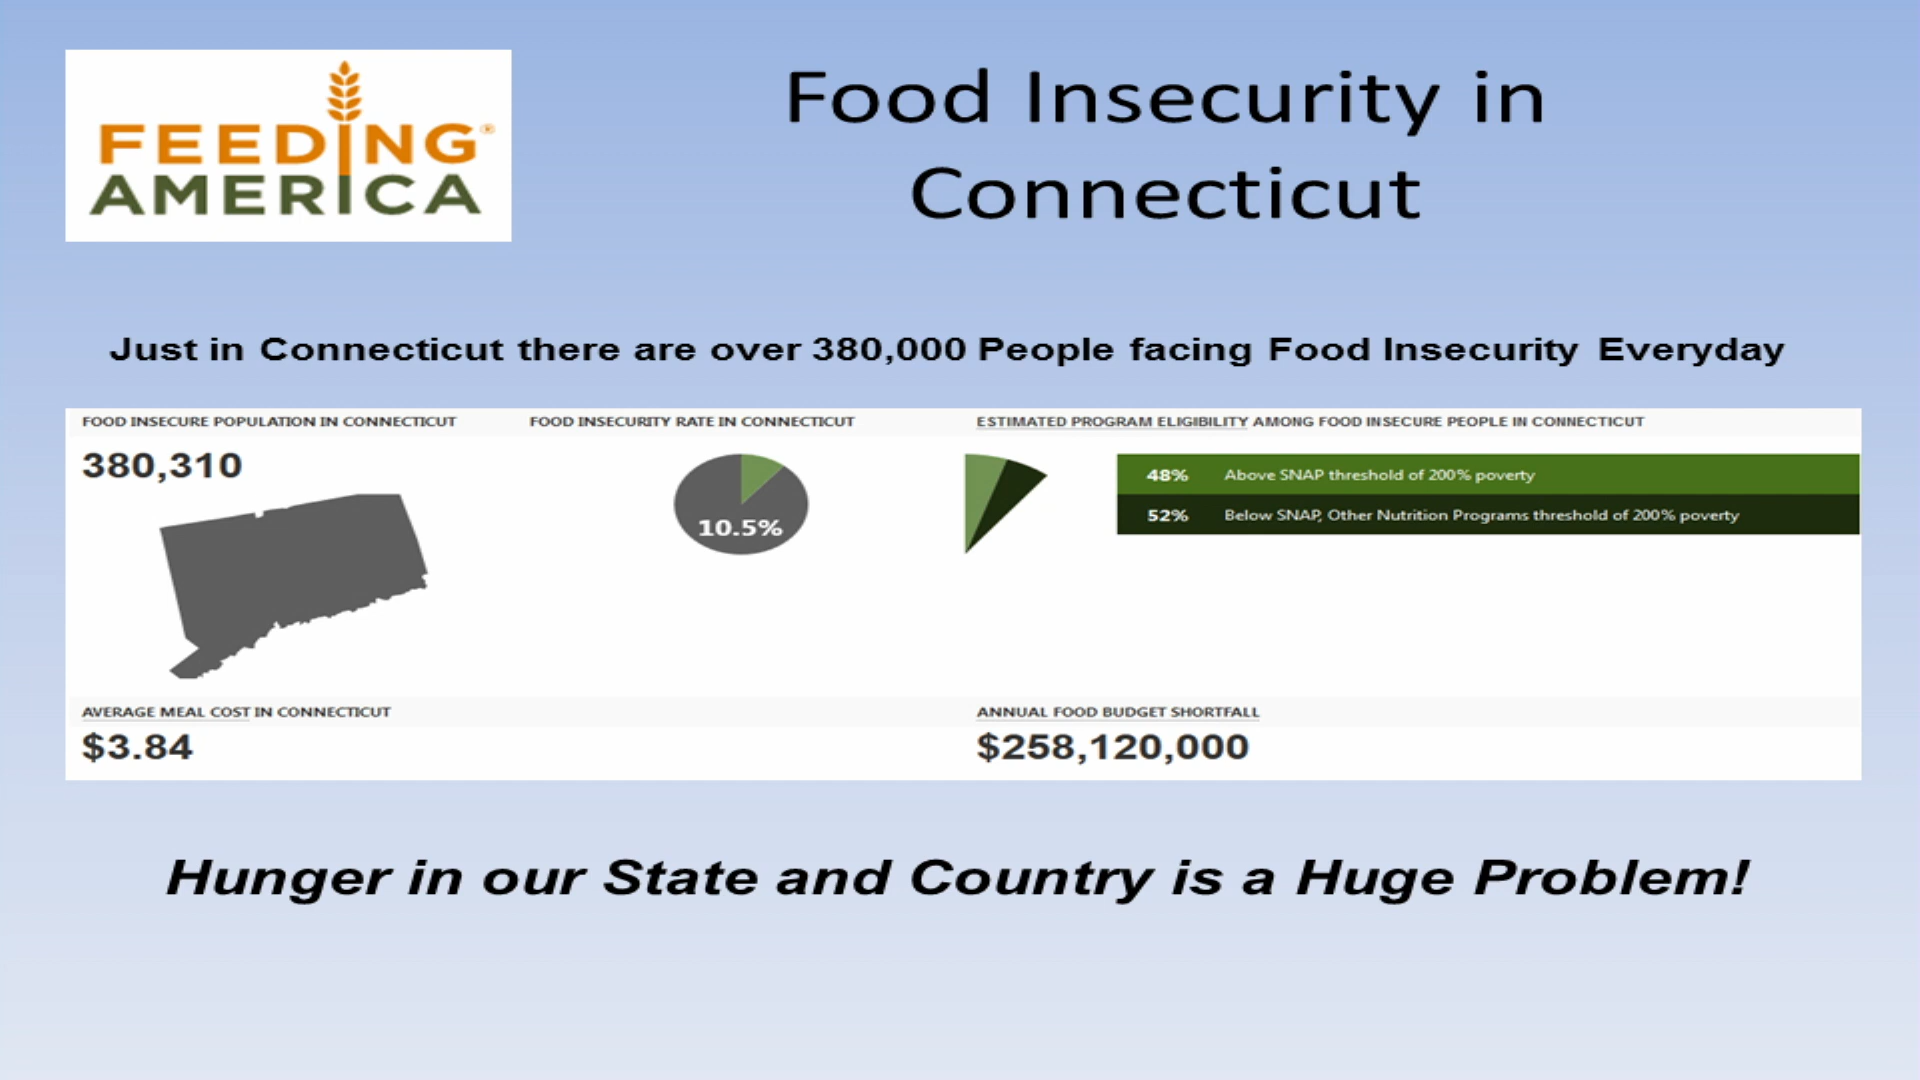 FEEDING®
AMERICA
Food Insecurity in
Connecticut
Just in Connecticut there are over 380,000 People facing Food Insecurity Everyday
FOOD INSECURE POPULATION IN CONNECTICUT
380,310
FOOD INSECURITY RATE IN CONNECTICUT
10.5%
ESTIMATED PROGRAM ELIGIBILITY AMONG FOOD INSECURE PEOPLE IN CONNECTICUT
48% Above SNAP threshold of 200% poverty
52% Below SNAP, Other Nutrition Programs threshold of 200% poverty
AVERAGE MEAL COST IN CONNECTICUT
$3.84
ANNUAL FOOD BUDGET SHORTFALL
$258,120,000
Hunger in our State and Country is a Huge Problem!